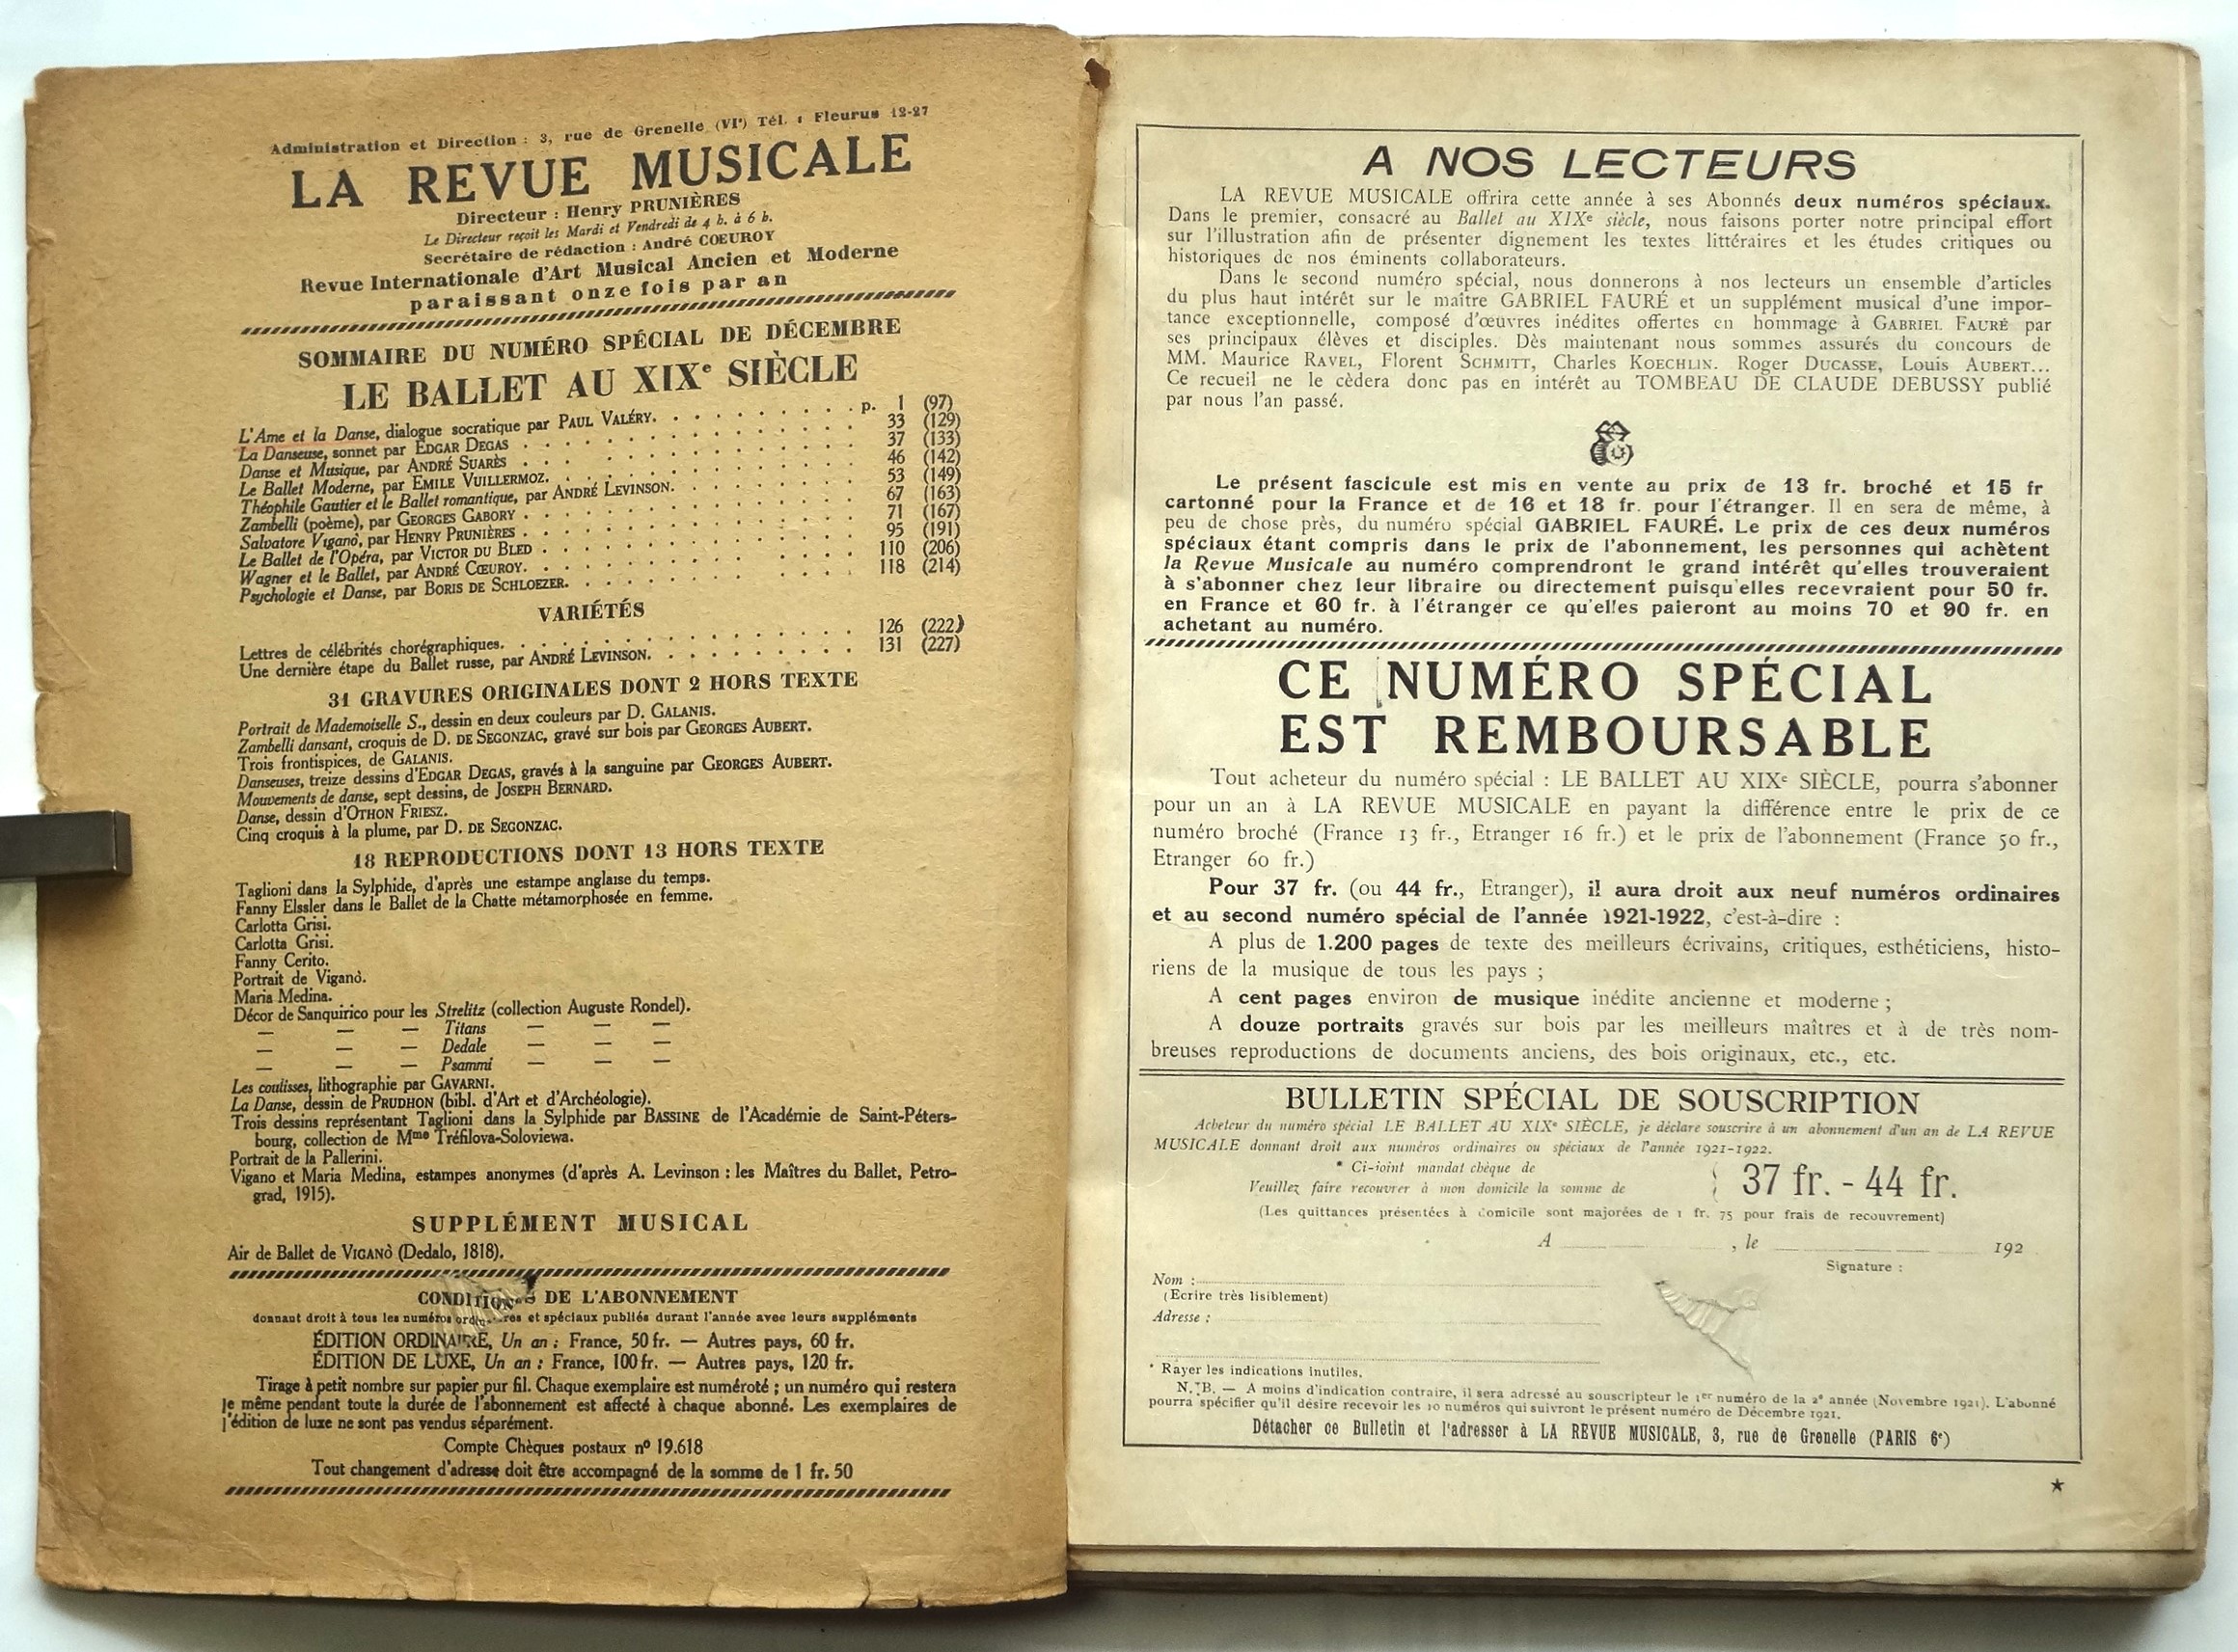 Administration et Direction : 3, rue de Grenelle (VIᵉ) Tél. : Fleurus 12-27
LA REVUE MUSICALE
Directeur : Henry PRUNIÈRES
Le Directeur reçoit les Mardi et Vendredi de 4 h. à 6 h.
Secrétaire de rédaction : André CŒUROY
Revue Internationale d'Art Musical Ancien et Moderne
paraissant onze fois par an
SOMMAIRE DU NUMÉRO SPÉCIAL DE DÉCEMBRE
LE BALLET AU XIXᵉ SIÈCLE
L'Ame et la Danse, dialogue socratique par PAUL VALÉRY. . . . . . . . . . p. 1 (97)
La Danseuse, sonnet par EDGAR DEGAS . . . . . . . . . . 33 (129)
Danse et Musique, par ANDRÉ SUARÈS . . . . . . . . . . 37 (133)
Le Ballet Moderne, par EMILE VUILLERMOZ. . . . . . . . . . 46 (142)
Théophile Gautier et le Ballet romantique, par ANDRÉ LEVINSON. . . . . . . . . . 53 (149)
Zambelli (poème), par GEORGES GABORY . . . . . . . . . . 67 (163)
Salvatore Viganò, par HENRY PRUNIÈRES . . . . . . . . . . 71 (167)
Le Ballet de l'Opéra, par VICTOR DU BLED . . . . . . . . . . 95 (191)
Wagner et le Ballet, par ANDRÉ CŒUROY. . . . . . . . . . 110 (206)
Psychologie et Danse, par BORIS DE SCHLOEZER. . . . . . . . . . 118 (214)
VARIÉTÉS
Lettres de célébrités chorégraphiques. . . . . . . . . . 126 (222)
Une dernière étape du Ballet russe, par ANDRÉ LEVINSON. . . . . . . . . . 131 (227)
31 GRAVURES ORIGINALES DONT 2 HORS TEXTE
Portrait de Mademoiselle S., dessin en deux couleurs par D. GALANIS.
Zambelli dansant, croquis de D. DE SEGONZAC, gravé sur bois par GEORGES AUBERT.
Trois frontispices, de GALANIS.
Danseuses, treize dessins d'EDGAR DEGAS, gravés à la sanguine par GEORGES AUBERT.
Mouvements de danse, sept dessins, de JOSEPH BERNARD.
Danse, dessin d'OTHON FRIESZ.
Cinq croquis à la plume, par D. DE SEGONZAC.
18 REPRODUCTIONS DONT 13 HORS TEXTE
Taglioni dans la Sylphide, d'après une estampe anglaise du temps.
Fanny Elssler dans le Ballet de la Chatte métamorphosée en femme.
Carlotta Grisi.
Carlotta Grisi.
Fanny Cerito.
Portrait de Viganò.
Maria Medina.
Décor de Sanquirico pour les Strelitz (collection Auguste Rondel).
— — — Titans — — —
— — — Dedale — — —
— — — Psammi — — —
Les coulisses, lithographie par GAVARNI.
La Danse, dessin de PRUDHON (bibl. d'Art et d'Archéologie).
Trois dessins représentant Taglioni dans la Sylphide par BASSINE de l'Académie de Saint-Péters-
bourg, collection de Mᵐᵉ Tréfilova-Soloviewa.
Portrait de la Pallerini.
Vigano et Maria Medina, estampes anonymes (d'après A. Levinson : les Maîtres du Ballet, Petro-
grad, 1915).
SUPPLÉMENT MUSICAL
Air de Ballet de VIGANÒ (Dedalo, 1818).
CONDITIONS DE L'ABONNEMENT
donnant droit à tous les numéros ordinaires et spéciaux publiés durant l'année avec leurs suppléments
ÉDITION ORDINAIRE, Un an : France, 50 fr. — Autres pays, 60 fr.
ÉDITION DE LUXE, Un an : France, 100 fr. — Autres pays, 120 fr.
Tirage à petit nombre sur papier pur fil. Chaque exemplaire est numéroté ; un numéro qui restera
le même pendant toute la durée de l'abonnement est affecté à chaque abonné. Les exemplaires de
l'édition de luxe ne sont pas vendus séparément.
Compte Chèques postaux nº 19.618
Tout changement d'adresse doit être accompagné de la somme de 1 fr. 50
A NOS LECTEURS
LA REVUE MUSICALE offrira cette année à ses Abonnés deux numéros spéciaux.
Dans le premier, consacré au Ballet au XIXᵉ siècle, nous faisons porter notre principal effort
sur l'illustration afin de présenter dignement les textes littéraires et les études critiques ou
historiques de nos éminents collaborateurs.
Dans le second numéro spécial, nous donnerons à nos lecteurs un ensemble d'articles
du plus haut intérêt sur le maître GABRIEL FAURÉ et un supplément musical d'une impor-
tance exceptionnelle, composé d'œuvres inédites offertes en hommage à GABRIEL FAURÉ par
ses principaux élèves et disciples. Dès maintenant nous sommes assurés du concours de
MM. Maurice RAVEL, Florent SCHMITT, Charles KOECHLIN. Roger DUCASSE, Louis AUBERT...
Ce recueil ne le cèdera donc pas en intérêt au TOMBEAU DE CLAUDE DEBUSSY publié
par nous l'an passé.
Le présent fascicule est mis en vente au prix de 13 fr. broché et 15 fr
cartonné pour la France et de 16 et 18 fr. pour l'étranger. Il en sera de même, à
peu de chose près, du numéro spécial GABRIEL FAURÉ. Le prix de ces deux numéros
spéciaux étant compris dans le prix de l'abonnement, les personnes qui achètent
la Revue Musicale au numéro comprendront le grand intérêt qu'elles trouveraient
à s'abonner chez leur libraire ou directement puisqu'elles recevraient pour 50 fr.
en France et 60 fr. à l'étranger ce qu'elles paieront au moins 70 et 90 fr. en
achetant au numéro.
CE NUMÉRO SPÉCIAL
EST REMBOURSABLE
Tout acheteur du numéro spécial : LE BALLET AU XIXᵉ SIÈCLE, pourra s'abonner
pour un an à LA REVUE MUSICALE en payant la différence entre le prix de ce
numéro broché (France 13 fr., Etranger 16 fr.) et le prix de l'abonnement (France 50 fr.,
Etranger 60 fr.)
Pour 37 fr. (ou 44 fr., Etranger), il aura droit aux neuf numéros ordinaires
et au second numéro spécial de l'année 1921-1922, c'est-à-dire :
A plus de 1.200 pages de texte des meilleurs écrivains, critiques, esthéticiens, histo-
riens de la musique de tous les pays ;
A cent pages environ de musique inédite ancienne et moderne ;
A douze portraits gravés sur bois par les meilleurs maîtres et à de très nom-
breuses reproductions de documents anciens, des bois originaux, etc., etc.
BULLETIN SPÉCIAL DE SOUSCRIPTION
Acheteur du numéro spécial LE BALLET AU XIXᵉ SIÈCLE, je déclare souscrire à un abonnement d'un an de LA REVUE
MUSICALE donnant droit aux numéros ordinaires ou spéciaux de l'année 1921-1922.
* Ci-joint mandat chèque de
Veuillez faire recouvrer à mon domicile la somme de
37 fr. - 44 fr.
(Les quittances présentées à domicile sont majorées de 1 fr. 75 pour frais de recouvrement)
A , le 192
Signature :
Nom :
(Ecrire très lisiblement)
Adresse :
* Rayer les indications inutiles.
N. B. — A moins d'indication contraire, il sera adressé au souscripteur le 1ᵉʳ numéro de la 2ᵉ année (Novembre 1921). L'abonné
pourra spécifier qu'il désire recevoir les 10 numéros qui suivront le présent numéro de Décembre 1921.
Détacher ce Bulletin et l'adresser à LA REVUE MUSICALE, 3, rue de Grenelle (PARIS 6ᵉ)